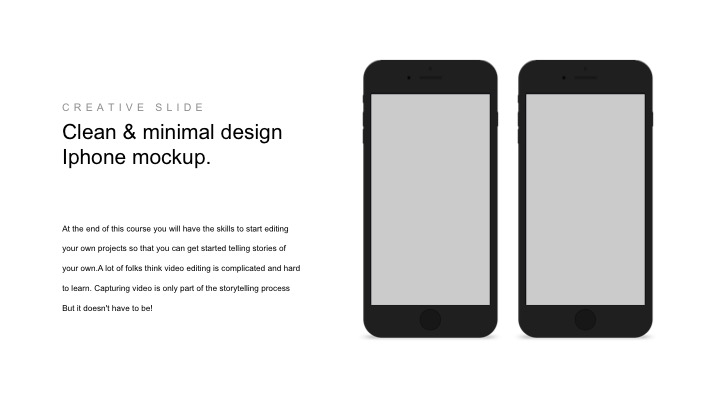 CREATIVE SLIDE
Clean & minimal design
Iphone mockup.
At the end of this course you will have the skills to start editing
your own projects so that you can get started telling stories of
your own.A lot of folks think video editing is complicated and hard
to learn. Capturing video is only part of the storytelling process
But it doesn't have to be!